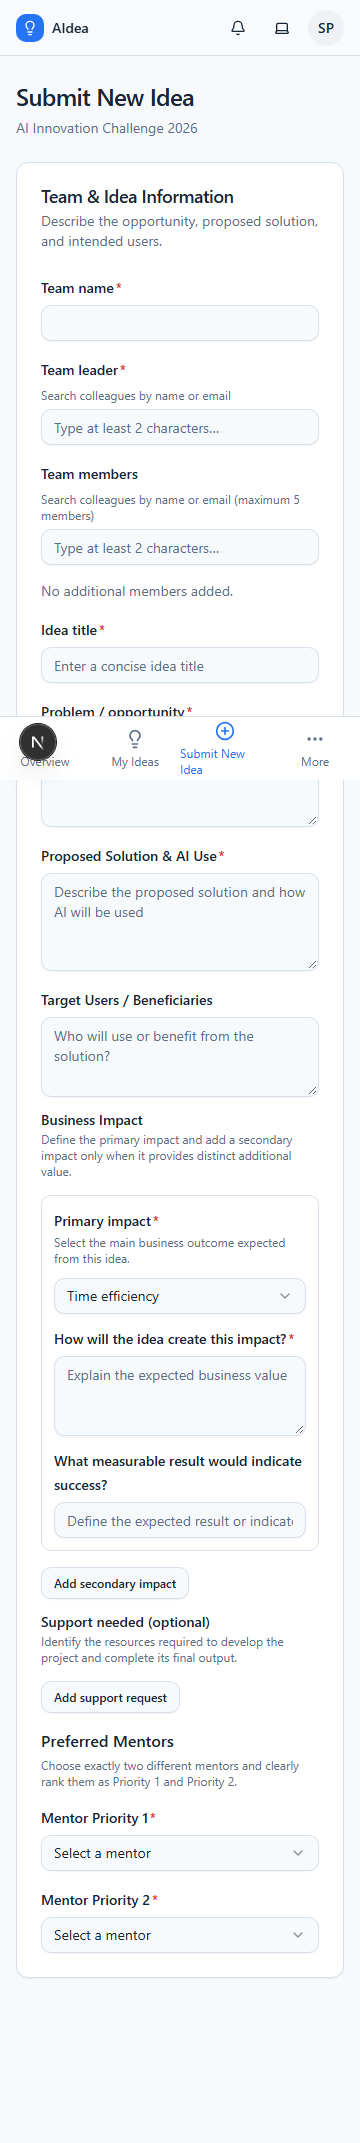 AIdea
SP
Submit New Idea
AI Innovation Challenge 2026
Team & Idea Information
Describe the opportunity, proposed solution,
and intended users.
Team name*
Team leader*
Search colleagues by name or email
Type at least 2 characters...
Team members
Search colleagues by name or email (maximum 5
members)
Type at least 2 characters...
No additional members added.
Idea title*
Enter a concise idea title
Problem / opportunity*
N
Overview
My Ideas
Submit New
Idea
More
Proposed Solution & AI Use*
Describe the proposed solution and how
AI will be used
Target Users / Beneficiaries
Who will use or benefit from the
solution?
Business Impact
Define the primary impact and add a secondary
impact only when it provides distinct additional
value.
Primary impact*
Select the main business outcome expected
from this idea.
Time efficiency
How will the idea create this impact?*
Explain the expected business value
What measurable result would indicate
success?
Define the expected result or indicat
Add secondary impact
Support needed (optional)
Identify the resources required to develop the
project and complete its final output.
Add support request
Preferred Mentors
Choose exactly two different mentors and clearly
rank them as Priority 1 and Priority 2.
Mentor Priority 1*
Select a mentor
Mentor Priority 2*
Select a mentor